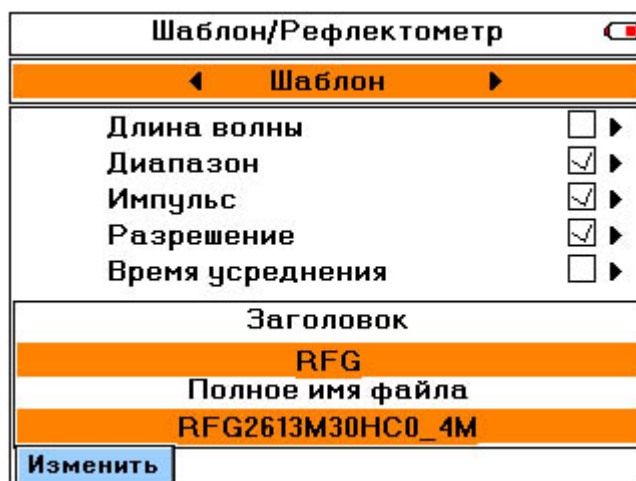 Шаблон/Рефлектометр
Шаблон
Длина волны
Диапазон
Импульс
Разрешение
Время усреднения
Заголовок
RFG
Полное имя файла
RFG2613M30HC0_4M
Изменить